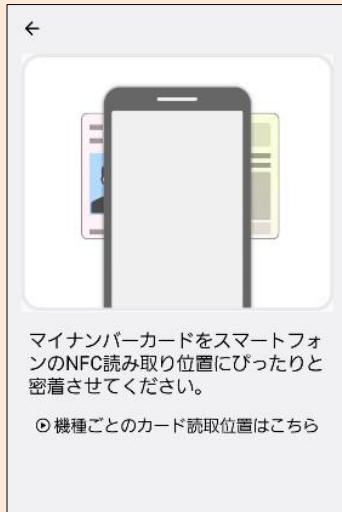 マイナンバーカードをスマートフォ
ンのNFC読み取り位置にぴったりと
密着させてください。
機種ごとのカード読取位置はこちら